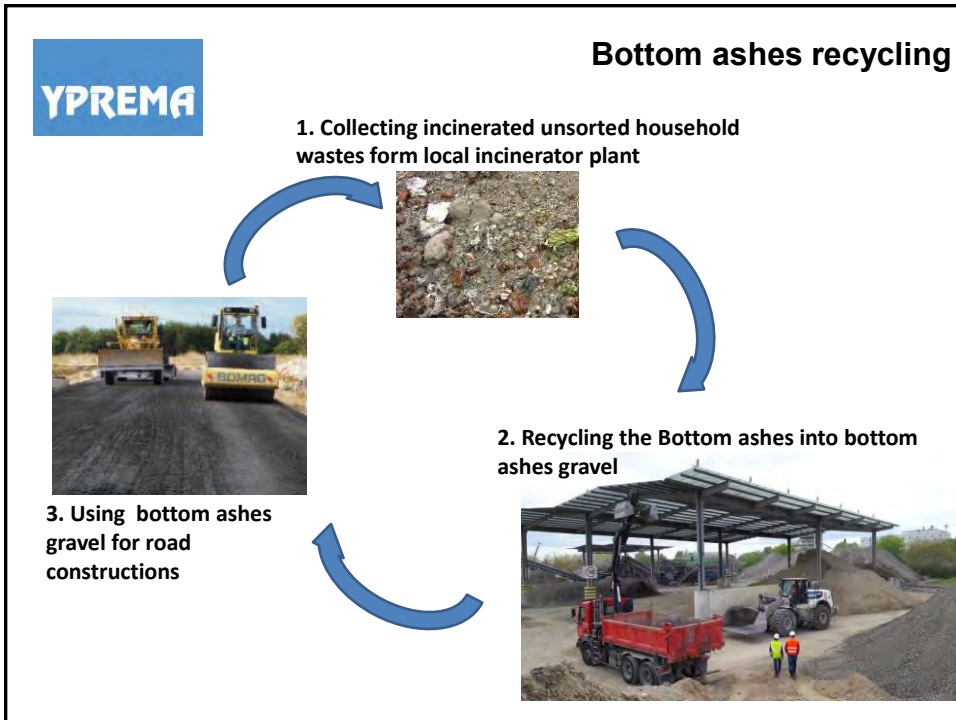 Bottom ashes recycling
YPREMA
1. Collecting incinerated unsorted household
wastes form local incinerator plant
BOMAG
2. Recycling the Bottom ashes into bottom
ashes gravel
3. Using bottom ashes
gravel for road
constructions